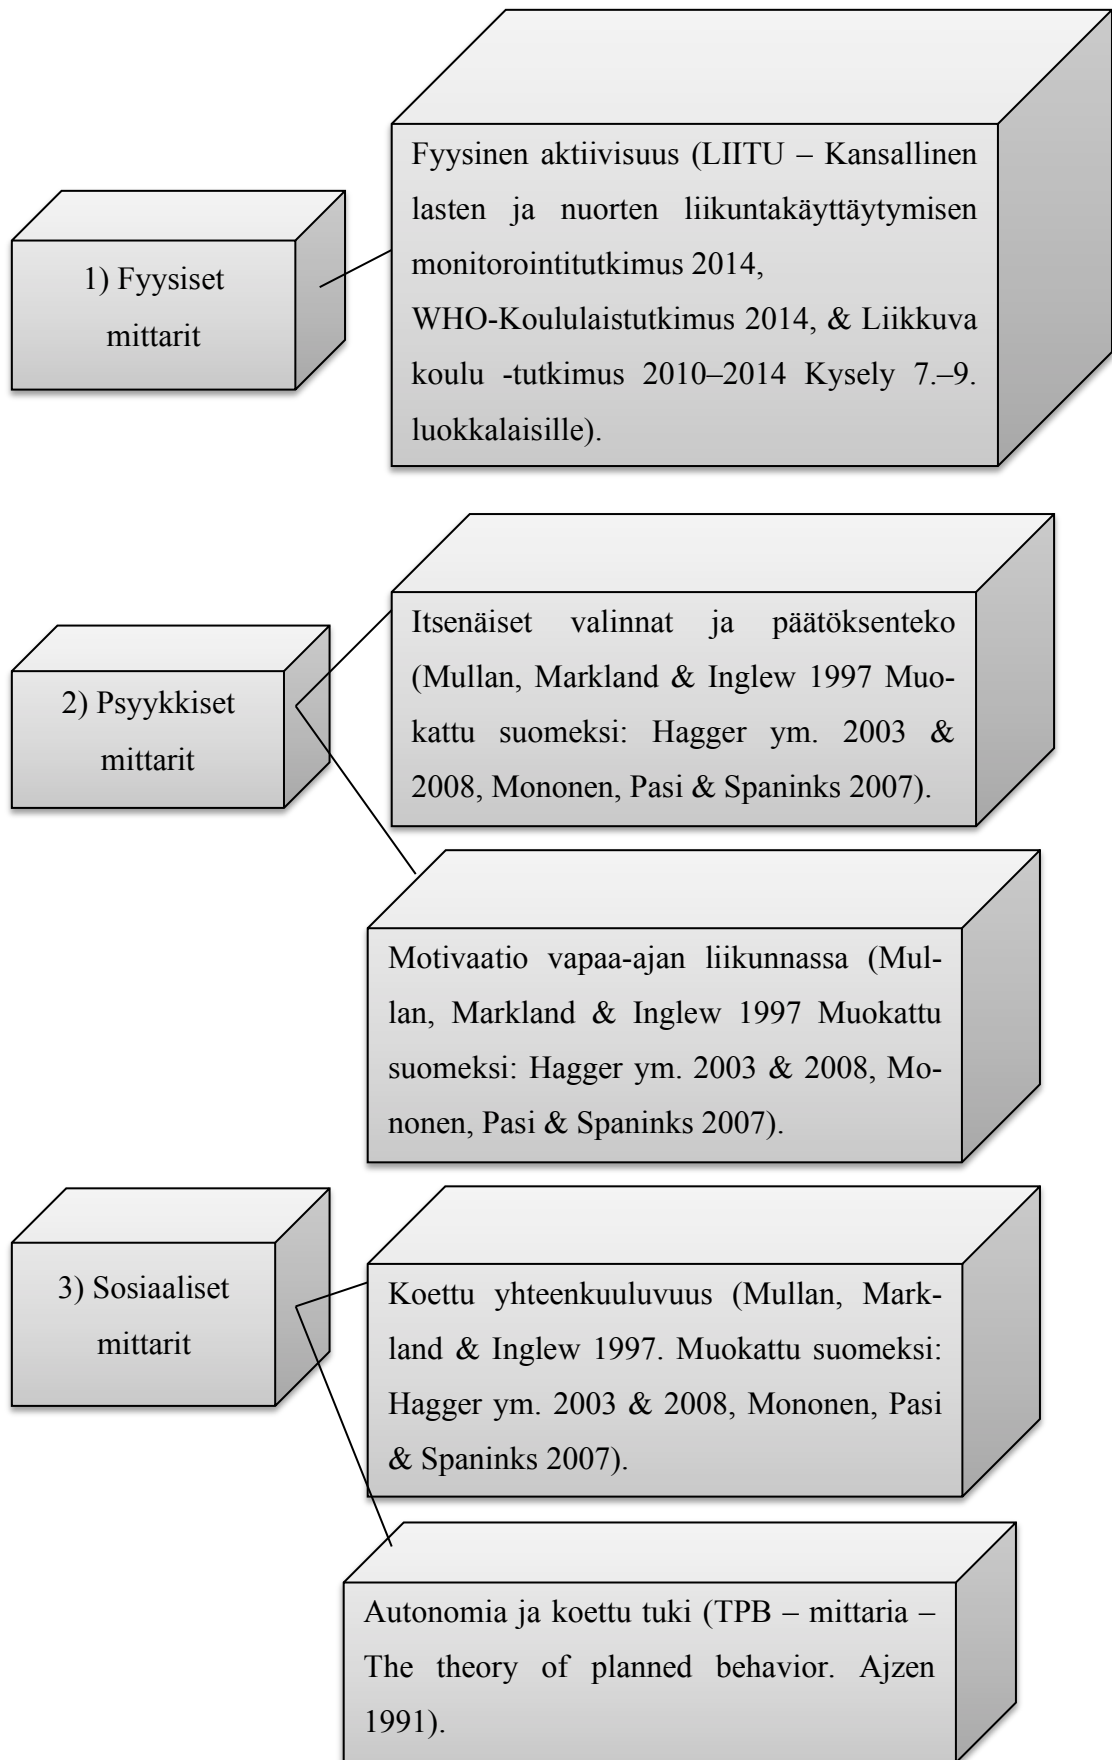 1) Fyysiset
mittarit
Fyysinen aktiivisuus (LIITU – Kansallinen
lasten ja nuorten liikuntakäyttäytymisen
monitorointitutkimus 2014,
WHO-Koululaistutkimus 2014, & Liikkuva
koulu -tutkimus 2010–2014 Kysely 7.–9.
luokkalaisille).
2) Psyykkiset
mittarit
Itsenäiset valinnat ja päätöksenteko
(Mullan, Markland & Inglew 1997 Muo-
kattu suomeksi: Hagger ym. 2003 &
2008, Mononen, Pasi & Spaninks 2007).
Motivaatio vapaa-ajan liikunnassa (Mul-
lan, Markland & Inglew 1997 Muokattu
suomeksi: Hagger ym. 2003 & 2008, Mo-
nonen, Pasi & Spaninks 2007).
3) Sosiaaliset
mittarit
Koettu yhteenkuuluvuus (Mullan, Mark-
land & Inglew 1997. Muokattu suomeksi:
Hagger ym. 2003 & 2008, Mononen, Pasi
& Spaninks 2007).
Autonomia ja koettu tuki (TPB – mittaria –
The theory of planned behavior. Ajzen
1991).